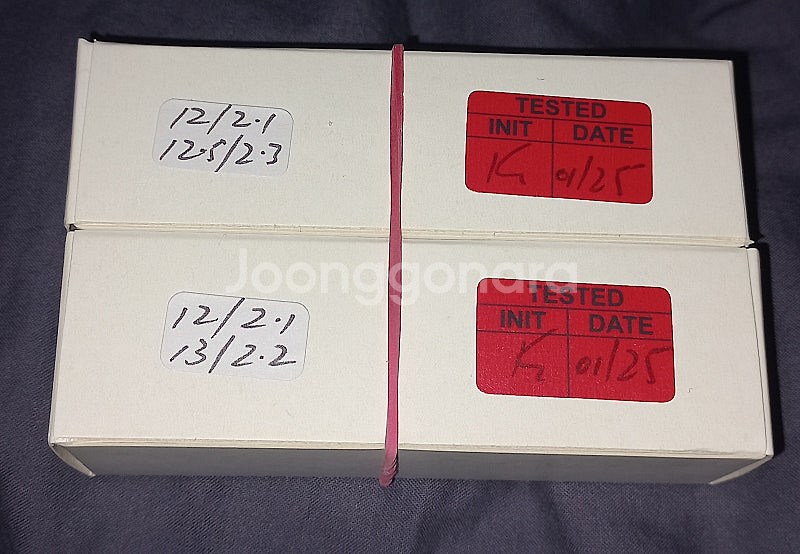 12/2.1
12.5/2.3
TESTED
INIT DATE
K 01/25
Joonggonara
12/2.1
13/2.2
TESTED
INIT DATE
K 01/25